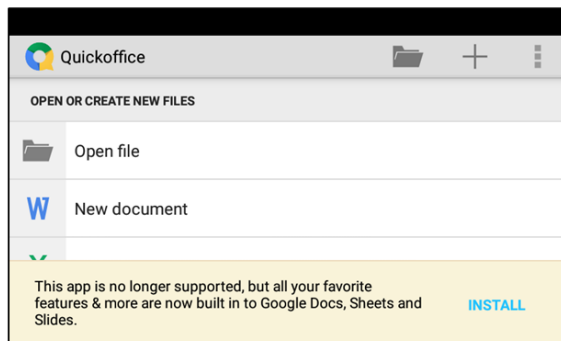 Quickoffice
OPEN OR CREATE NEW FILES
Open file
W New document
This app is no longer supported, but all your favorite
features & more are now built in to Google Docs, Sheets and
Slides.
INSTALL